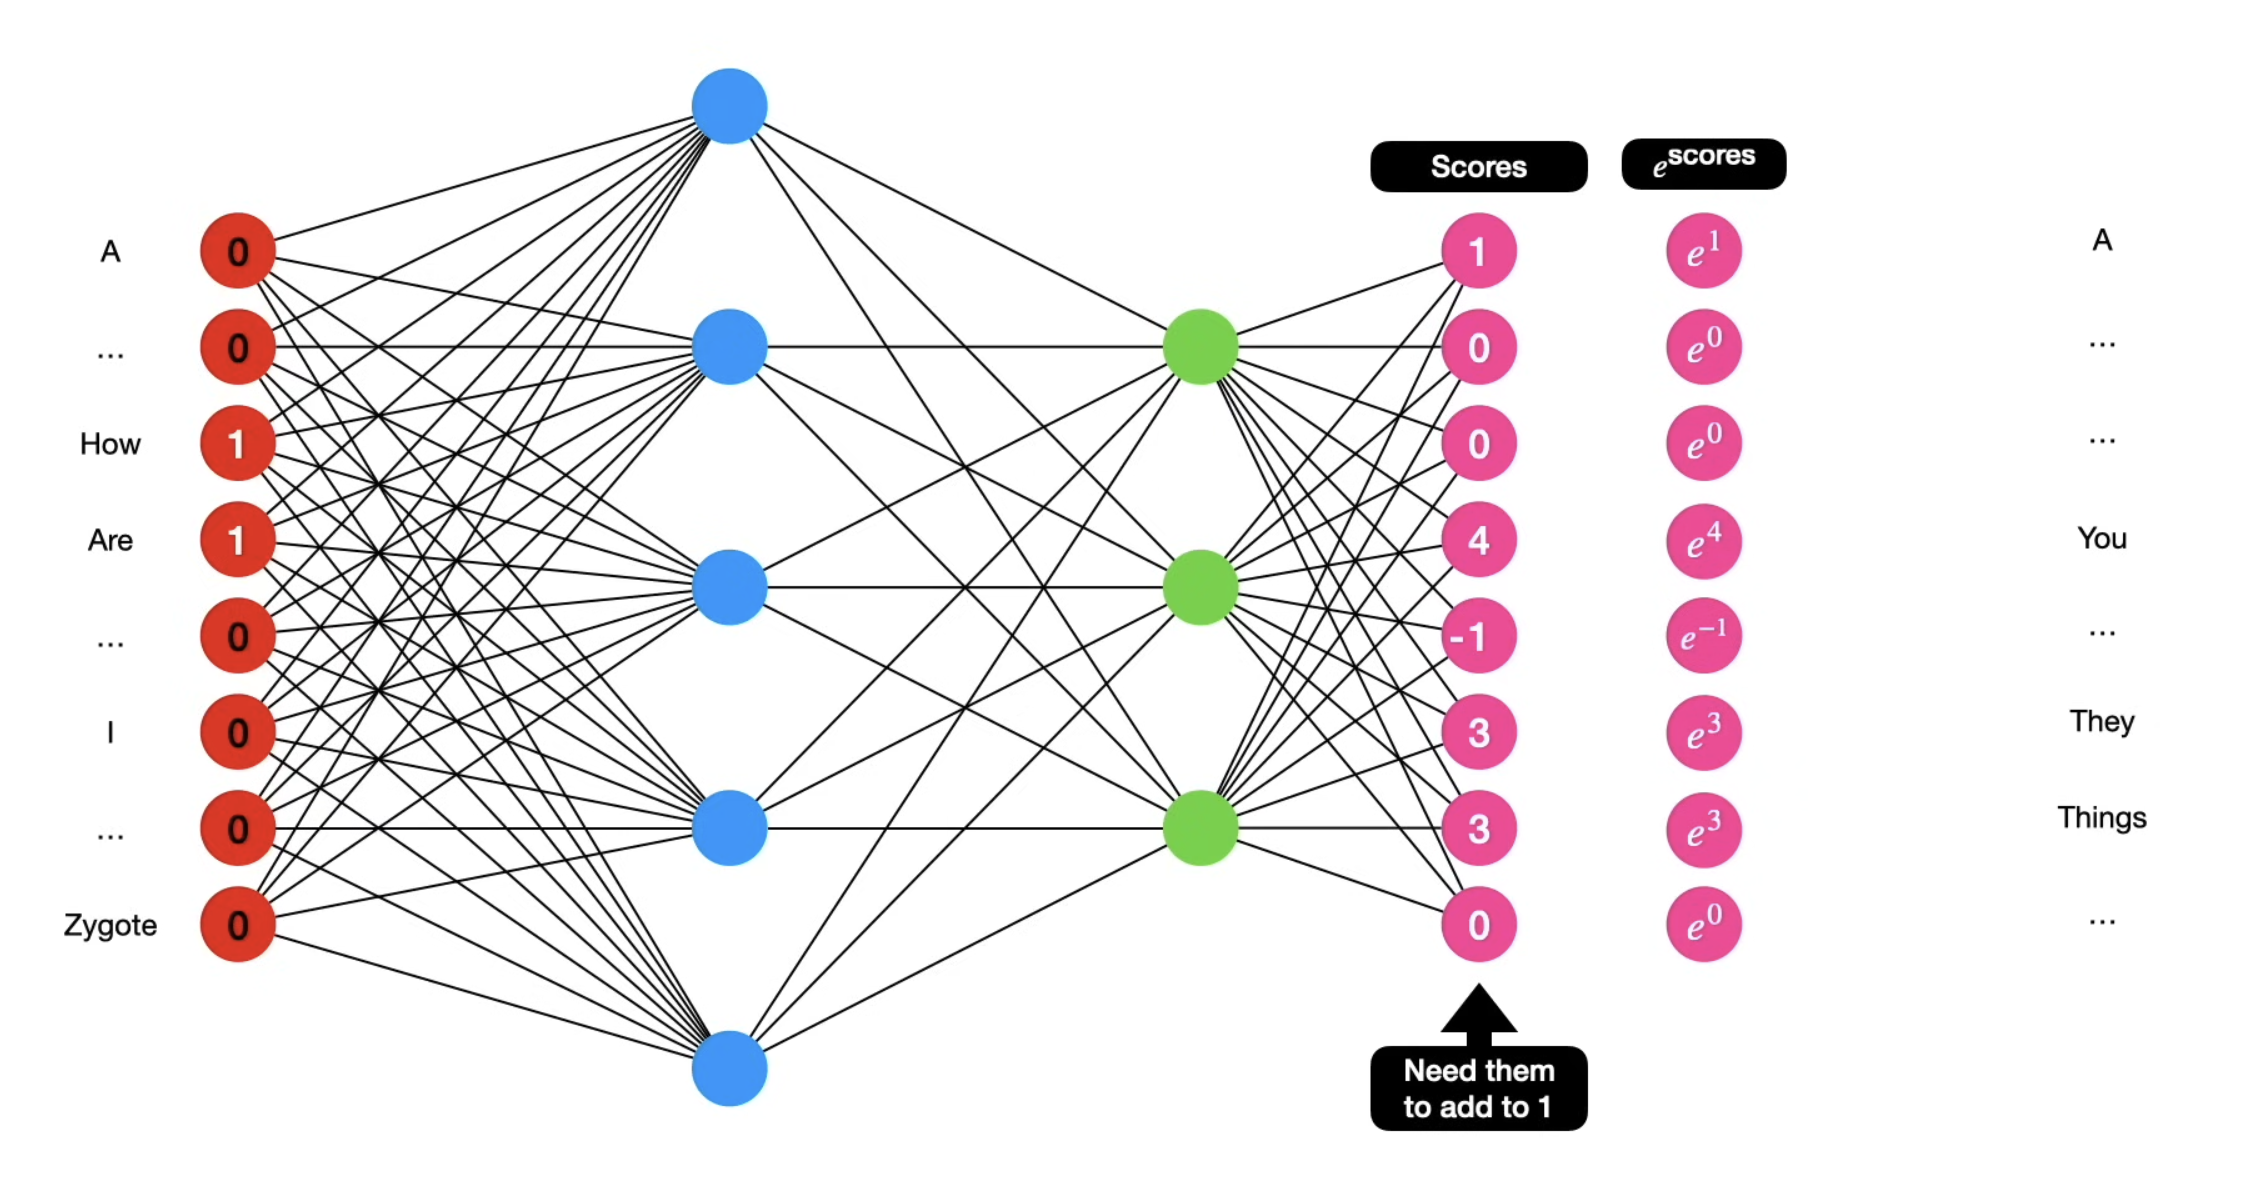 Scores
e^scores
A
0
1
e^1
A
...
0
0
e^0
...
How
1
0
e^0
...
Are
1
4
e^4
You
...
0
-1
e^−1
...
I
0
3
e^3
They
...
0
3
e^3
Things
Zygote
0
0
e^0
...
Need them
to add to 1